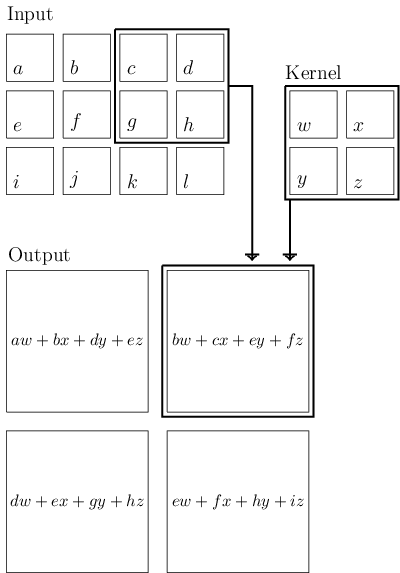 Input
a b c d
Kernel
e f g h
w x
i j k l
y z
Output
aw + bx + dy + ez
bw + cx + ey + fz
dw + ex + gy + hz
ew + fx + hy + iz